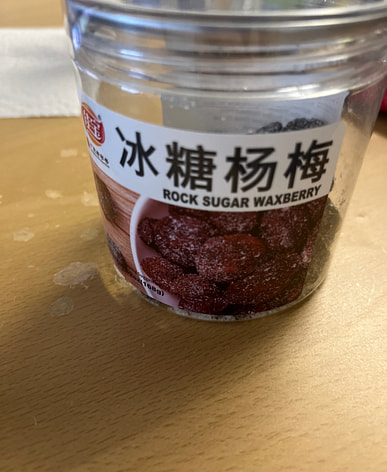 冰糖杨梅
ROCK SUGAR WAXBERRY